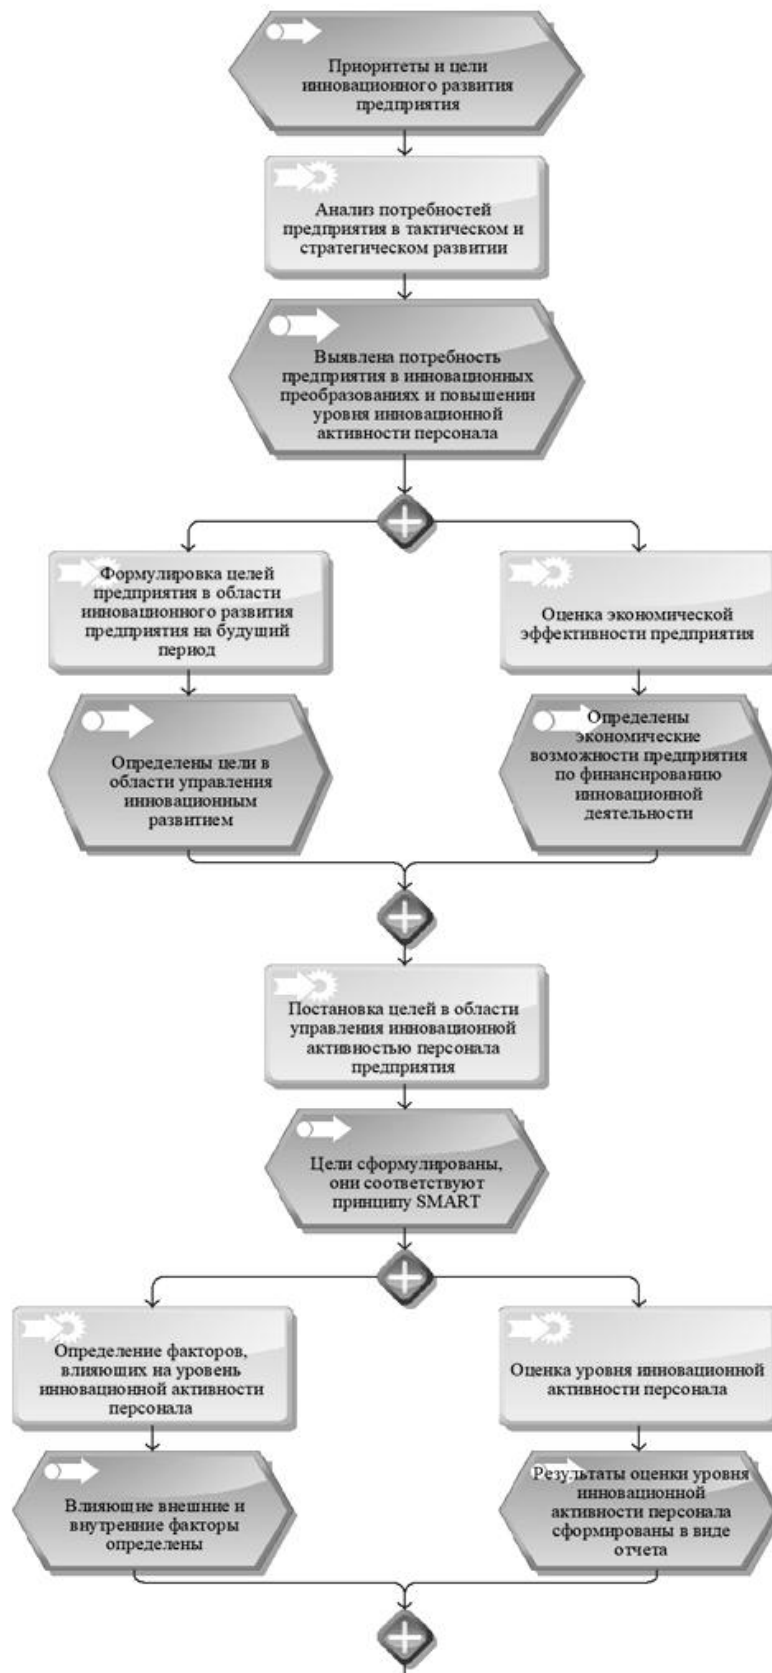 Приоритеты и цели
инновационного развития
предприятия
Анализ потребностей
предприятия в тактическом и
стратегическом развитии
Выявлена потребность
предприятия в инновационных
преобразованиях и повышении
уровня инновационной
активности персонала
Формулировка целей
предприятия в области
инновационного развития
предприятия на будущий
период
Оценка экономической
эффективности предприятия
Определены цели в
области управления
инновационным
развитием
Определены
экономические
возможности предприятия
по финансированию
инновационной
деятельности
Постановка целей в области
управления инновационной
активностью персонала
предприятия
Цели сформулированы,
они соответствуют
принципу SMART
Определение факторов,
влияющих на уровень
инновационной активности
персонала
Оценка уровня инновационной
активности персонала
Влияющие внешние и
внутренние факторы
определены
Результаты оценки уровня
инновационной
активности персонала
сформированы в виде
отчета